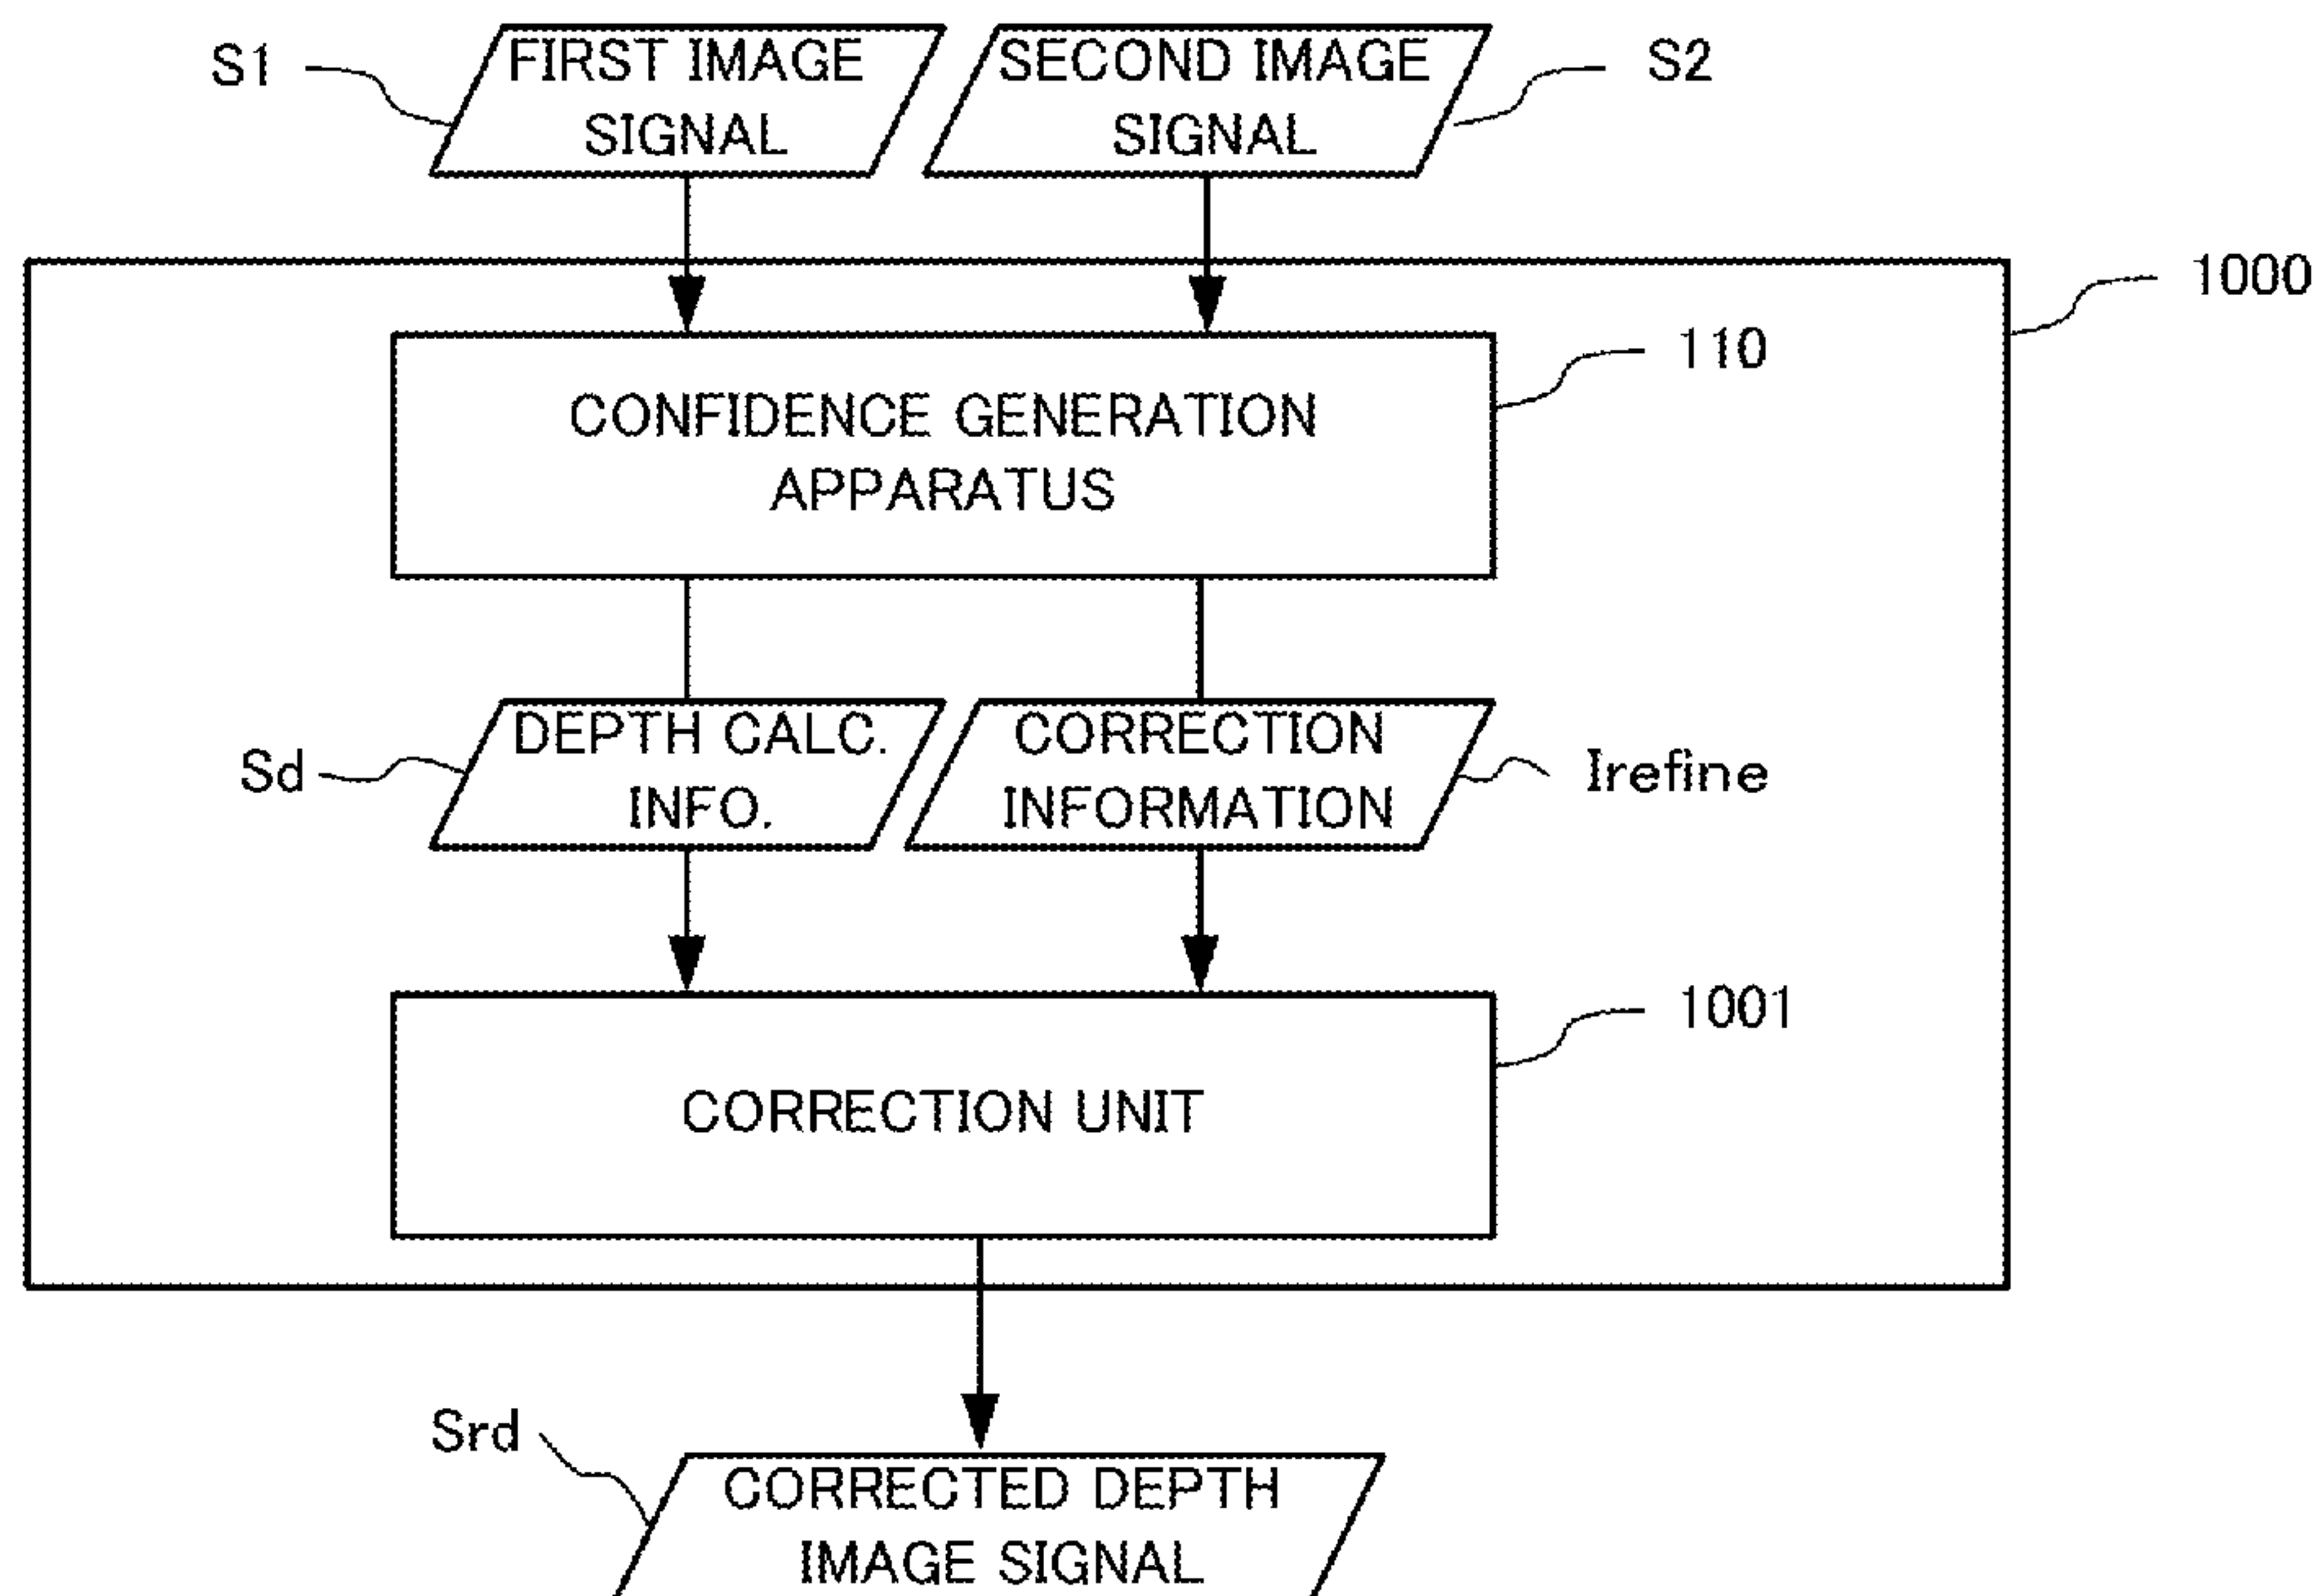 S1
FIRST IMAGE
SIGNAL
SECOND IMAGE
SIGNAL
S2
1000
110
CONFIDENCE GENERATION
APPARATUS
Sd
DEPTH CALC.
INFO.
CORRECTION
INFORMATION
Irefine
1001
CORRECTION UNIT
Srd
CORRECTED DEPTH
IMAGE SIGNAL